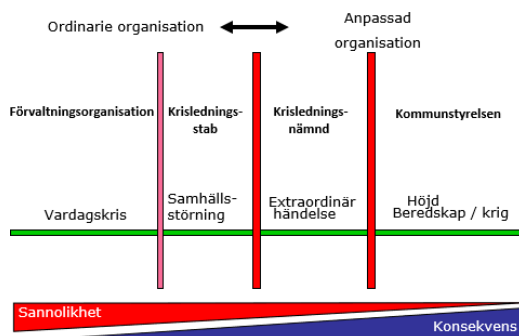 Ordinarie organisation
Anpassad
organisation
Förvaltningsorganisation
Krislednings-
stab
Krislednings-
nämnd
Kommunstyrelsen
Vardagskris
Samhälls-
störning
Extraordinär
händelse
Höjd
Beredskap / krig
Sannolikhet
Konsekvens